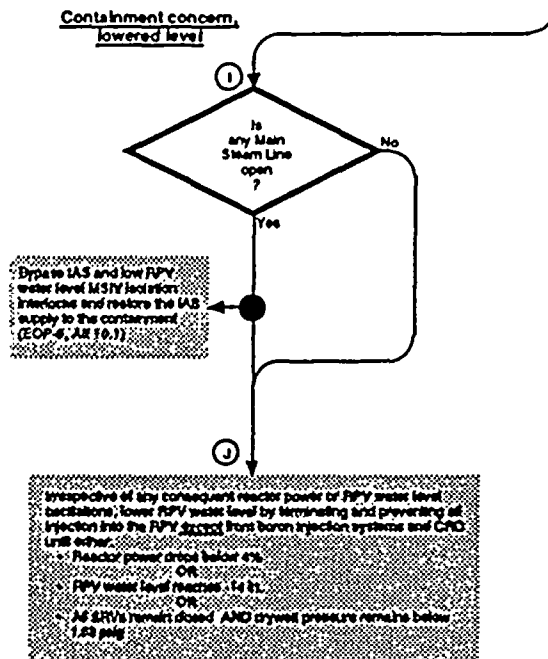 Containment concern,
lowered level
I
Is
any Main
Steam Line
open
?
No
Yes
Bypass IAS and low RPV
water level MSIV isolation
interlocks and restore the IAS
supply to the containment
(EOP-6, Att 10.1)
J
Irrespective of any consequent reactor power or RPV water level
oscillations, lower RPV water level by terminating and preventing all
injection into the RPV except from boron injection systems and CRD
until either:
• Reactor power drops below 4%
OR
• RPV water level reaches -14 in.
OR
• All SRVs remain closed AND drywell pressure remains below
psig